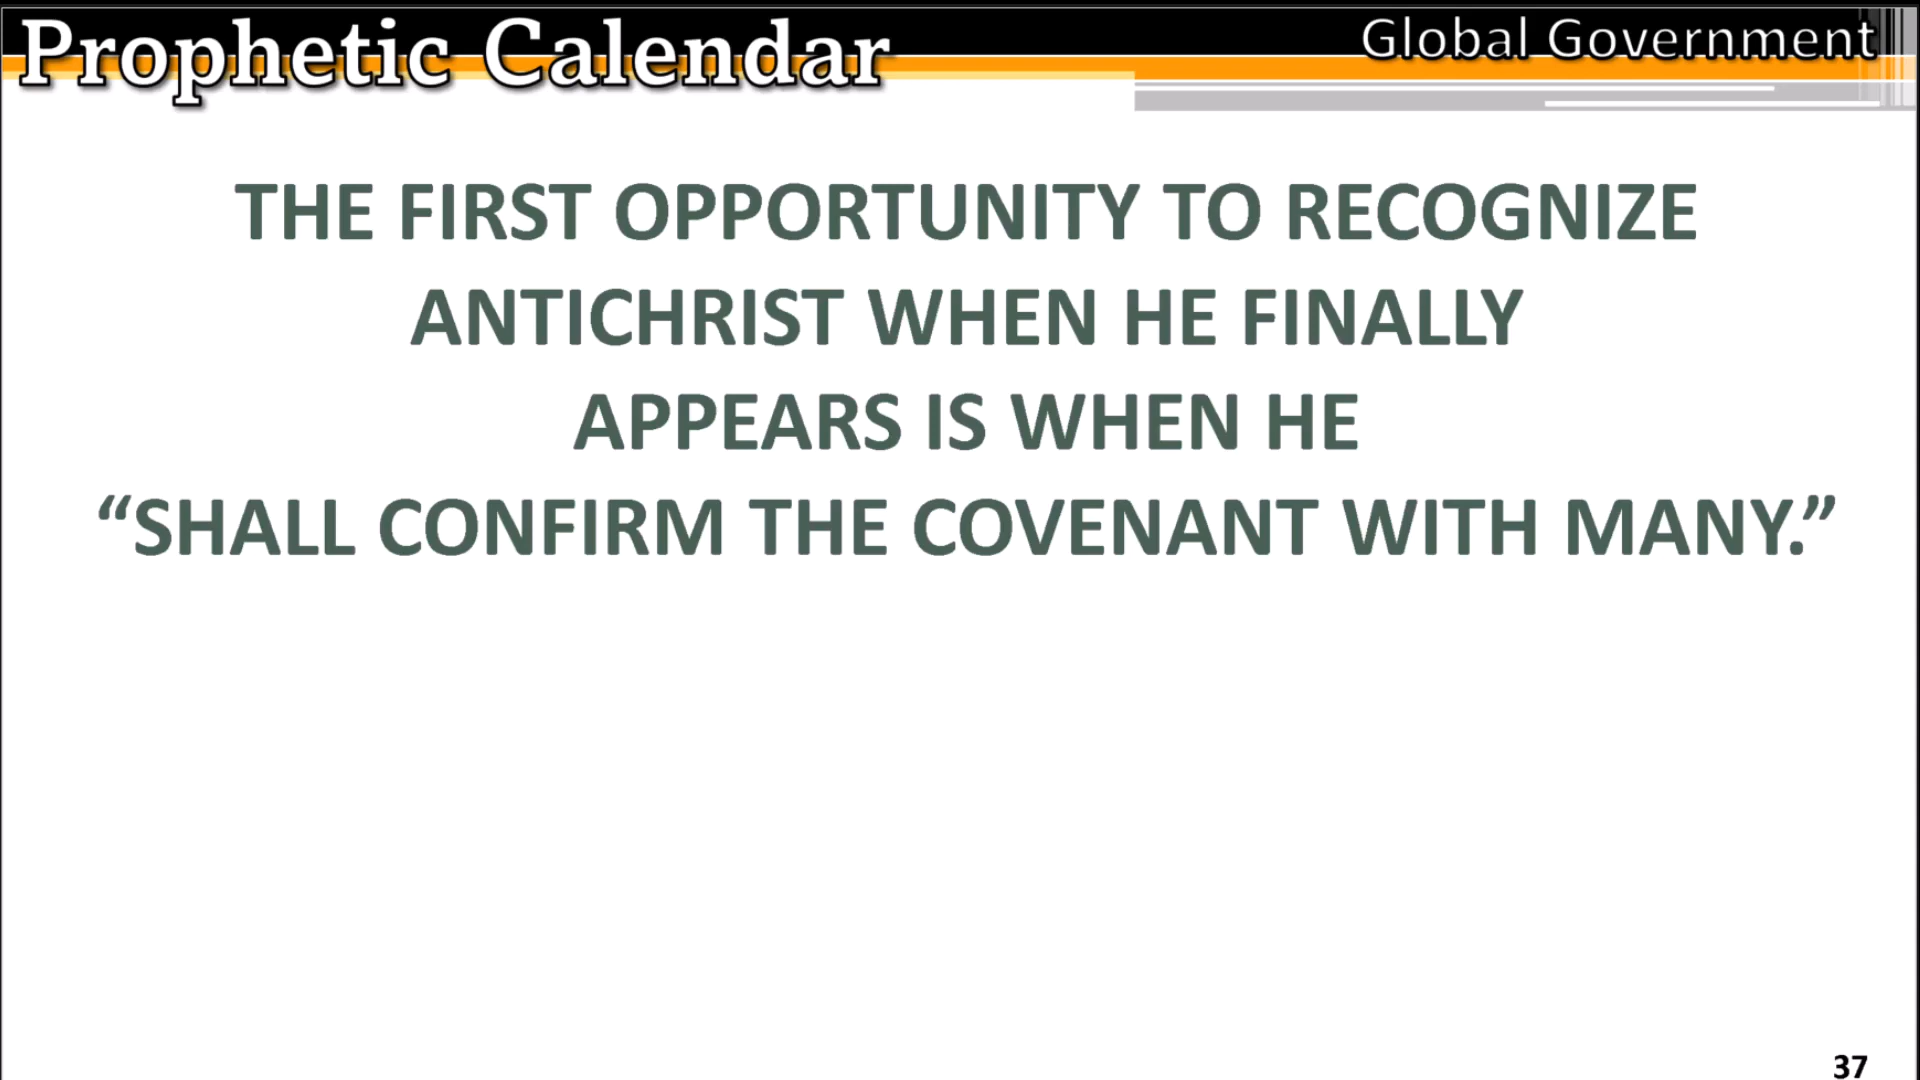 Prophetic Calendar
Global Government
THE FIRST OPPORTUNITY TO RECOGNIZE
ANTICHRIST WHEN HE FINALLY
APPEARS IS WHEN HE
“SHALL CONFIRM THE COVENANT WITH MANY.”
37